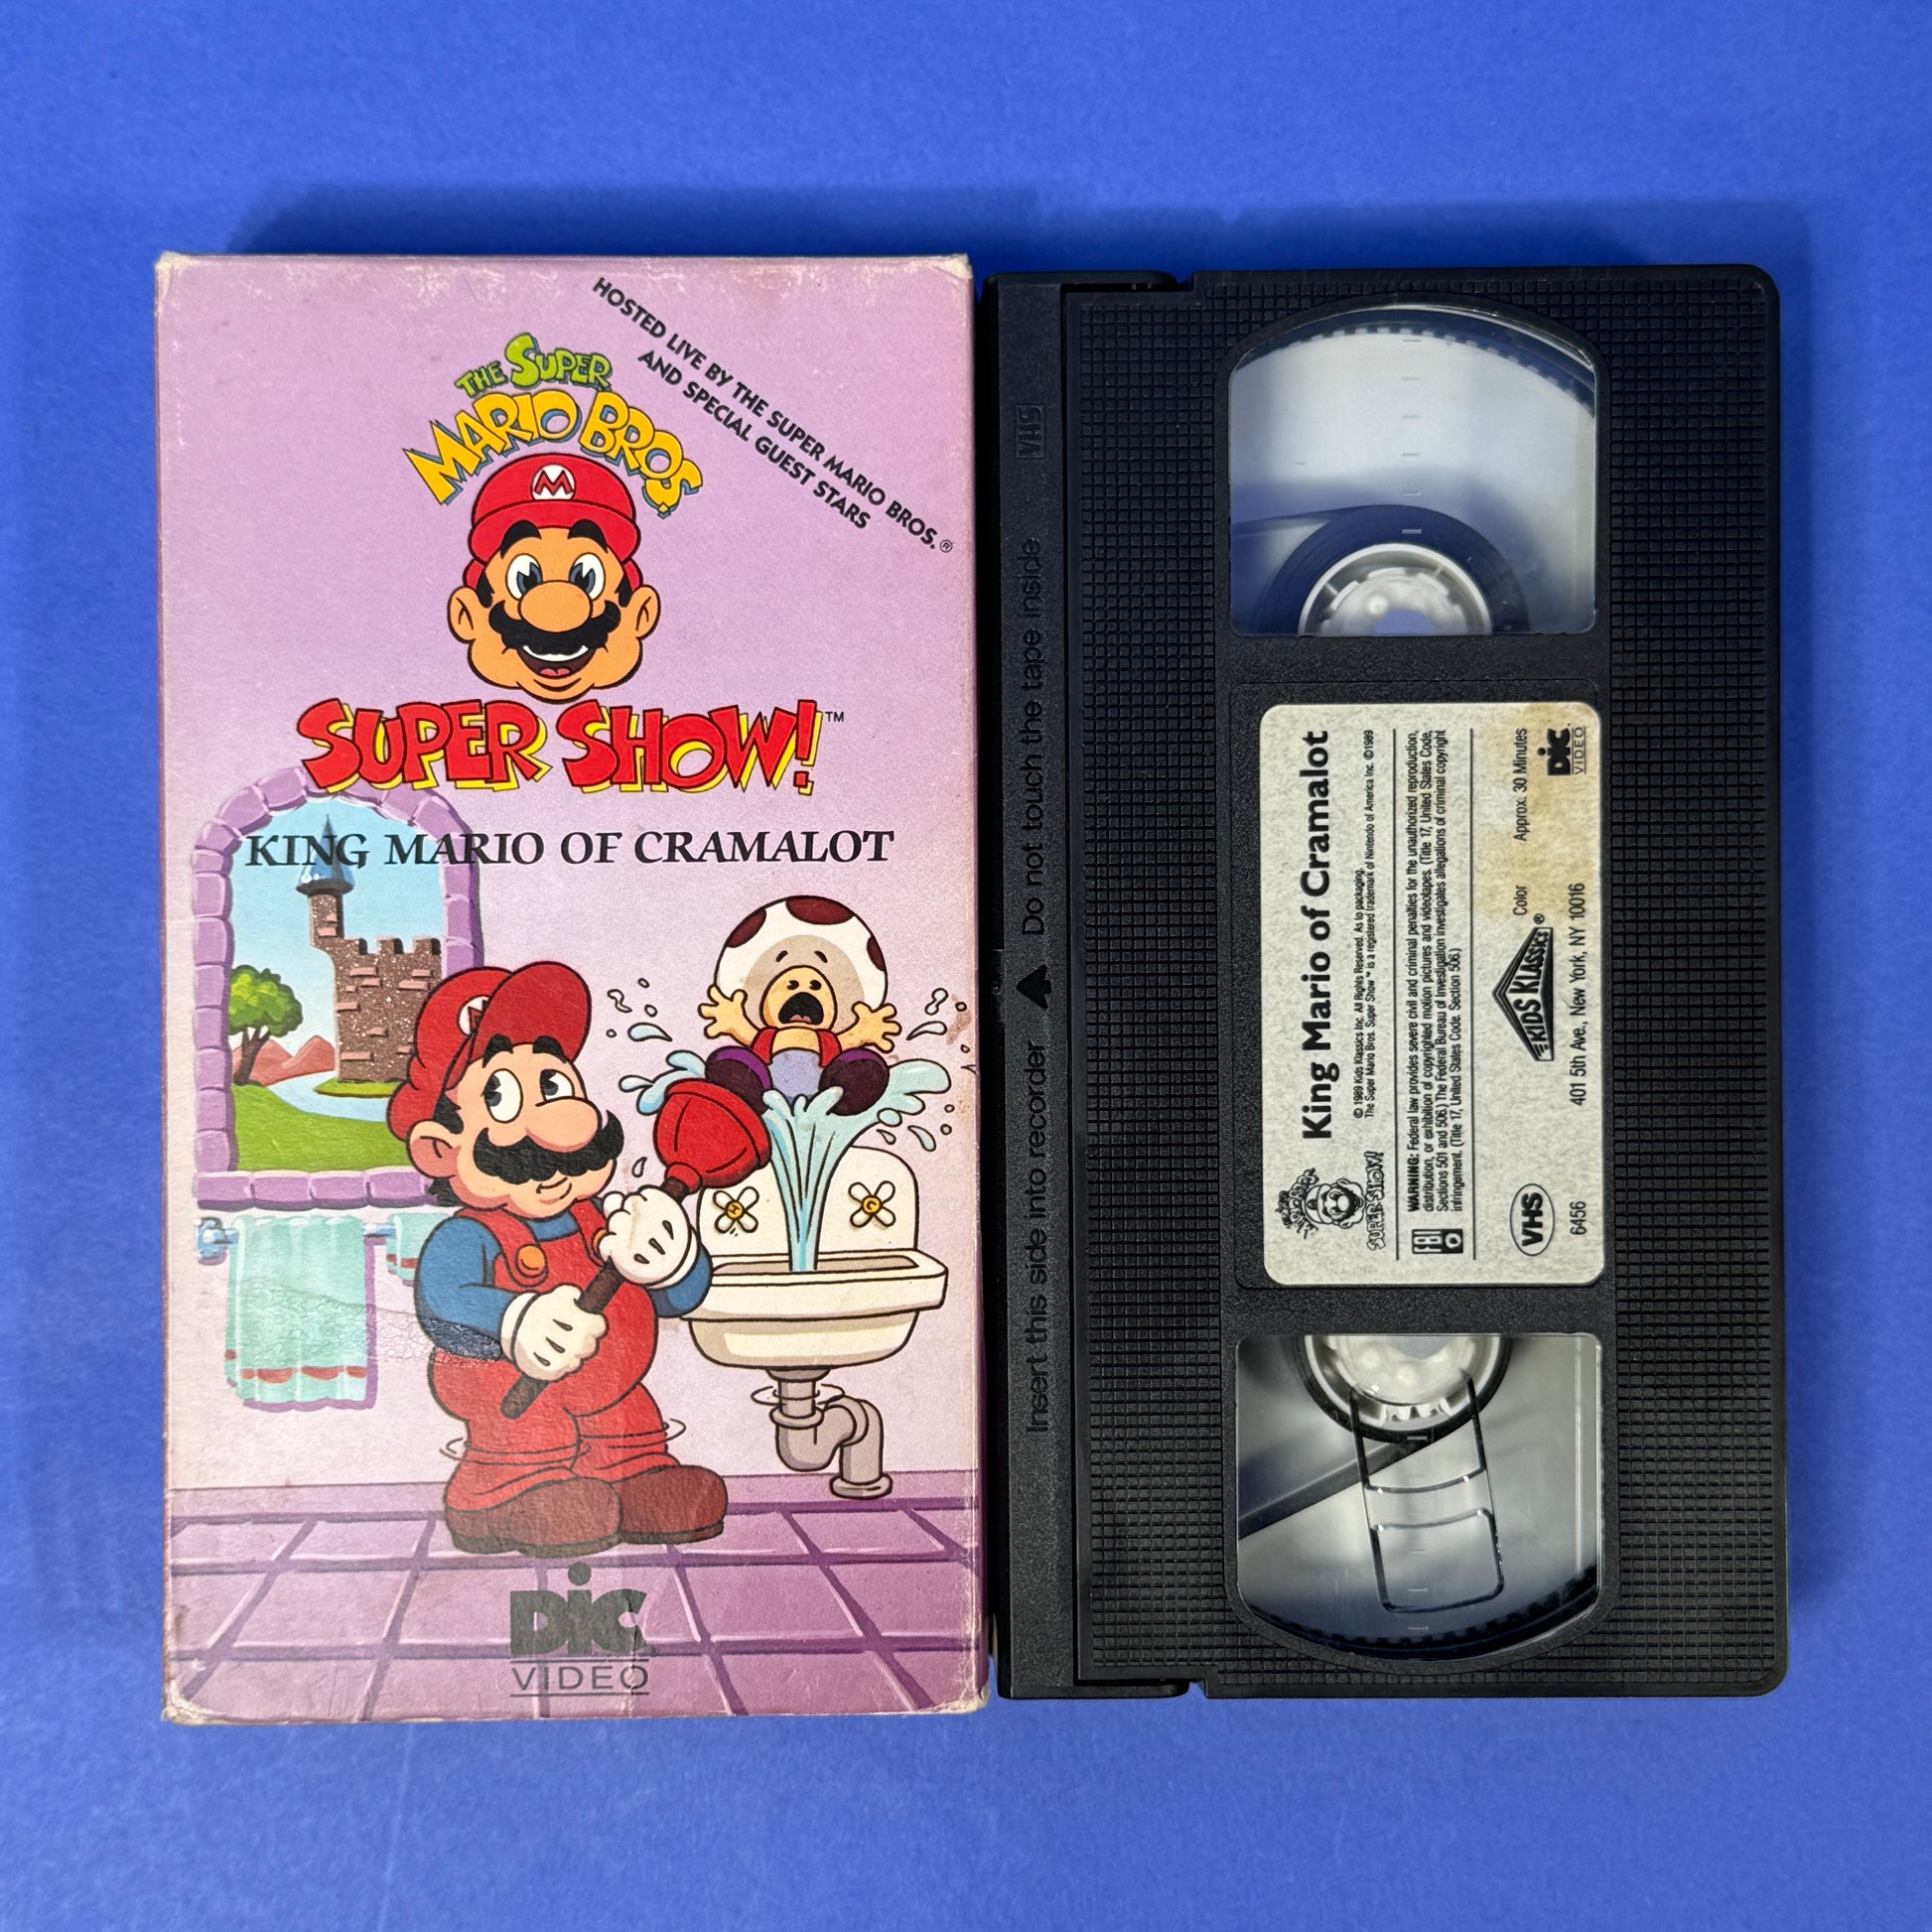 HOSTED LIVE BY THE SUPER MARIO BROS.®
AND SPECIAL GUEST STARS
THE SUPER
MARIO BROS.
M
SUPER SHOW!™
KING MARIO OF CRAMALOT
M
H
C
DiC
VIDEO
VHS
Insert this side into recorder ▲ Do not touch the tape inside
SUPER SHOW!
King Mario of Cramalot
© 1989 Kids Klassics Inc. All Rights Reserved. As to packaging.
The Super Mario Bros. Super Show™ is a registered trademark of Nintendo of America Inc. ©1989
FBI
WARNING: Federal law provides severe civil and criminal penalties for the unauthorized reproduction,
distribution, or exhibition of copyrighted motion pictures and videotapes. (Title 17, United States Code,
Sections 501 and 506.) The Federal Bureau of Investigation investigates allegations of criminal copyright
infringement. (Title 17, United States Code. Section 506.)
VHS
KIDS KLASSICS®
Color
Approx. 30 Minutes
DiC
VIDEO
6456
401 5th Ave., New York, NY 10016